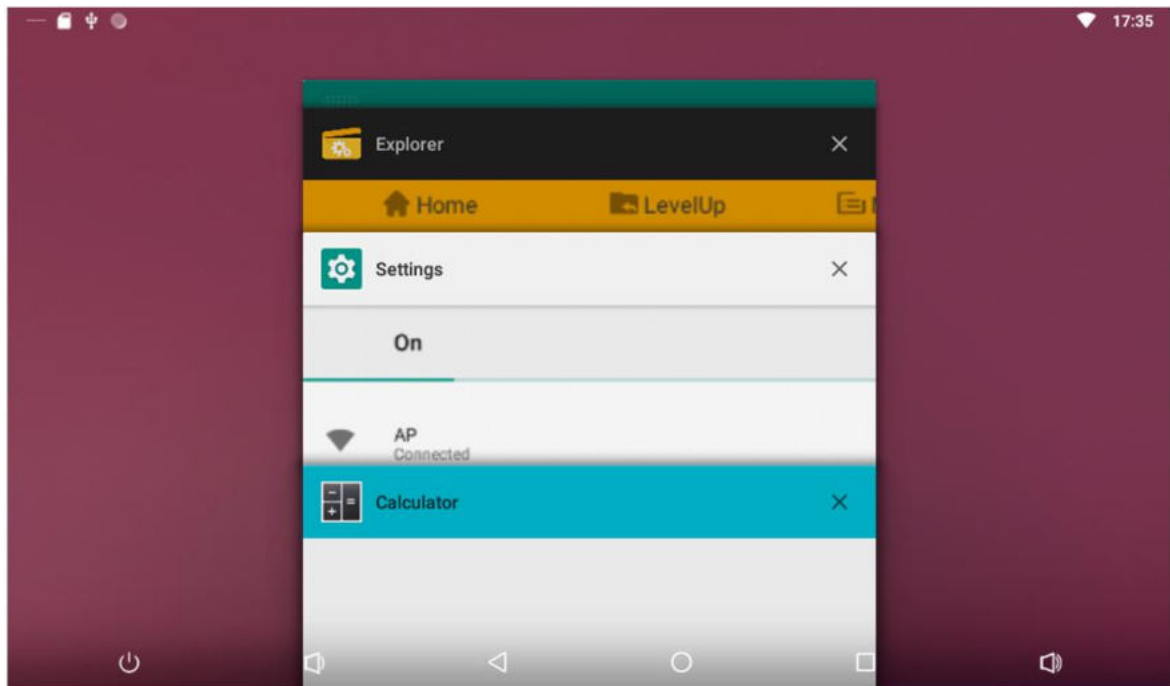 17:35
Explorer
Home LevelUp
Settings
On
AP
Connected
Calculator